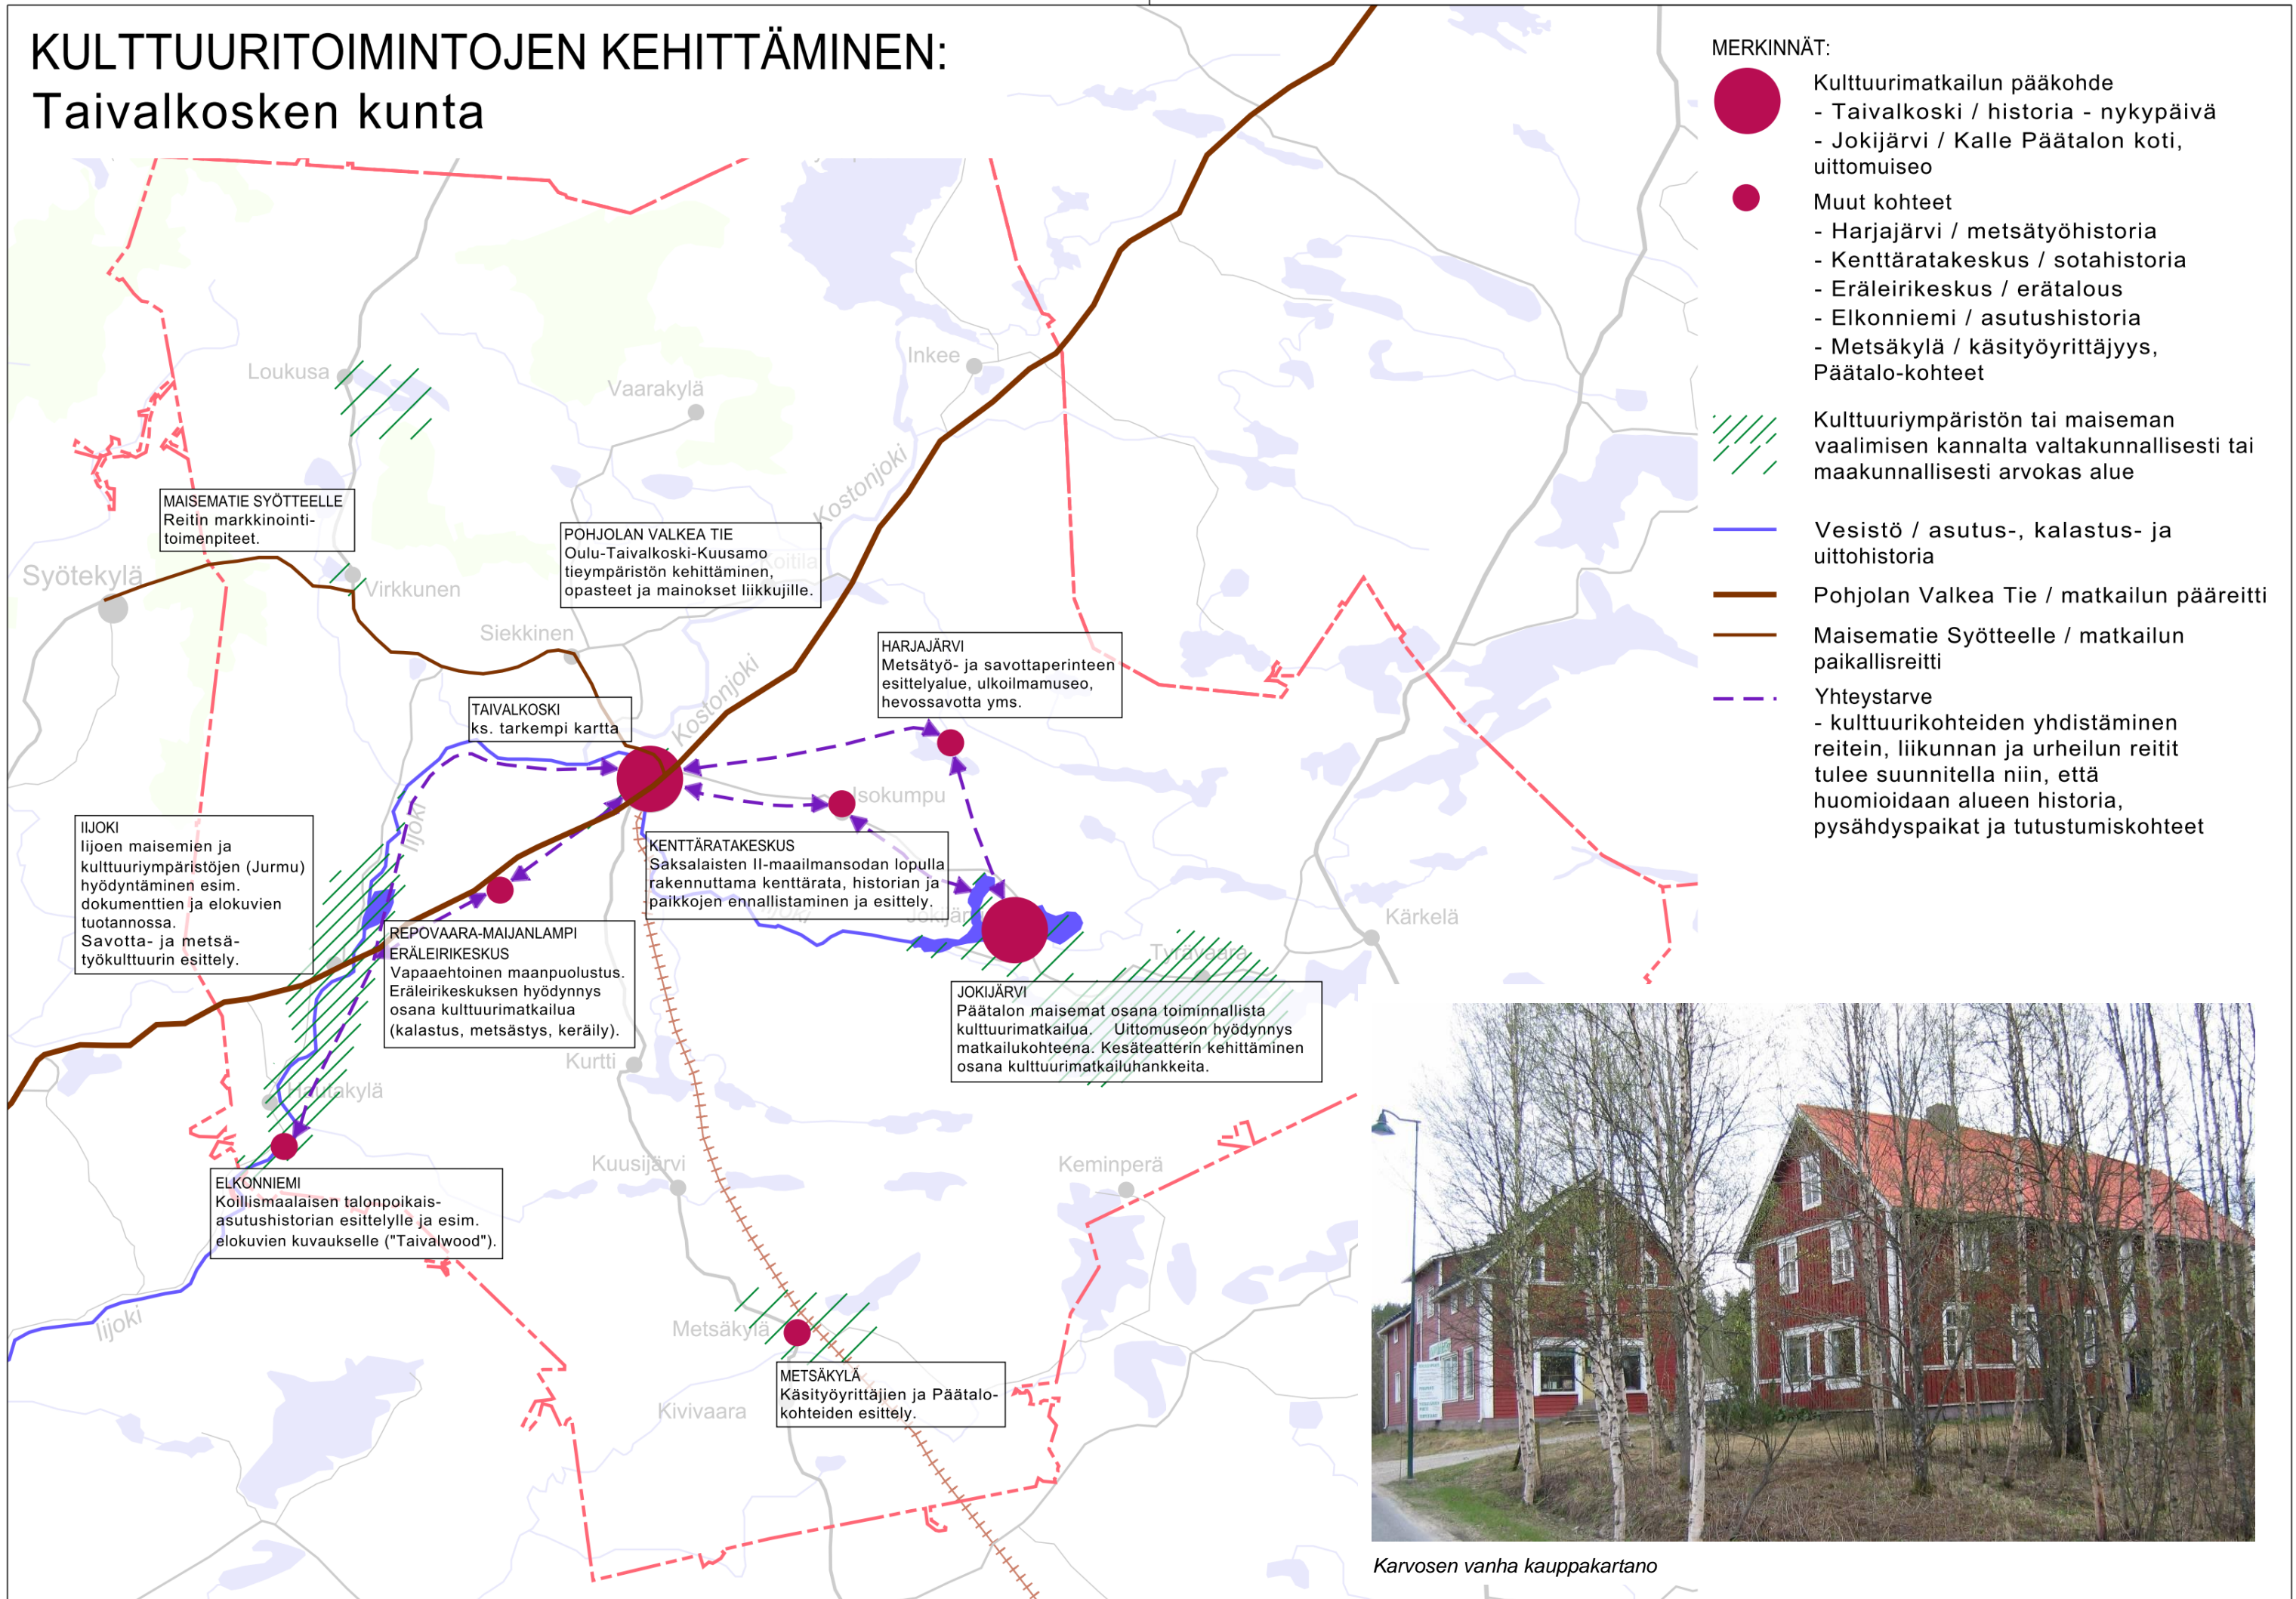 KULTTUURITOIMINTOJEN KEHITTÄMINEN:
Taivalkosken kunta
Loukusa
Vaarakylä
Inkee
Kostonjoki
MAISEMATIE SYÖTTEELLE
Reitin markkinointi-
toimenpiteet.
POHJOLAN VALKEA TIE
Oulu-Taivalkoski-Kuusamo
tieympäristön kehittäminen,
opasteet ja mainokset liikkujille.
Koitila
Syötekylä
Virkkunen
Siekkinen
Kostonjoki
HARJAJÄRVI
Metsätyö- ja savottaperinteen
esittelyalue, ulkoilmamuseo,
hevossavotta yms.
TAIVALKOSKI
ks. tarkempi kartta
Isokumpu
Iijoki
IIJOKI
Iijoen maisemien ja
kulttuuriympäristöjen (Jurmu)
hyödyntäminen esim.
dokumenttien ja elokuvien
tuotannossa.
Savotta- ja metsä-
työkulttuurin esittely.
KENTTÄRATAKESKUS
Saksalaisten II-maailmansodan lopulla
rakennuttama kenttärata, historian ja
paikkojen ennallistaminen ja esittely.
Iijoki
Jokijärvi
Kärkelä
Tyrävaara
REPOVAARA-MAIJANLAMPI
ERÄLEIRIKESKUS
Vapaaehtoinen maanpuolustus.
Eräleirikeskuksen hyödynnys
osana kulttuurimatkailua
(kalastus, metsästys, keräily).
JOKIJÄRVI
Päätalon maisemat osana toiminnallista
kulttuurimatkailua. Uittomuseon hyödynnys
matkailukohteena. Kesäteatterin kehittäminen
osana kulttuurimatkailuhankkeita.
Kurtti
Hautakylä
Kuusijärvi
Keminperä
ELKONNIEMI
Koillismaalaisen talonpoikais-
asutushistorian esittelylle ja esim.
elokuvien kuvaukselle ("Taivalwood").
Iijoki
Metsäkylä
METSÄKYLÄ
Käsityöyrittäjien ja Päätalo-
kohteiden esittely.
Kivivaara
MERKINNÄT:
Kulttuurimatkailun pääkohde
- Taivalkoski / historia - nykypäivä
- Jokijärvi / Kalle Päätalon koti,
uittomuiseo
Muut kohteet
- Harjajärvi / metsätyöhistoria
- Kenttäratakeskus / sotahistoria
- Eräleirikeskus / erätalous
- Elkonniemi / asutushistoria
- Metsäkylä / käsityöyrittäjyys,
Päätalo-kohteet
Kulttuuriympäristön tai maiseman
vaalimisen kannalta valtakunnallisesti tai
maakunnallisesti arvokas alue
Vesistö / asutus-, kalastus- ja
uittohistoria
Pohjolan Valkea Tie / matkailun pääreitti
Maisematie Syötteelle / matkailun
paikallisreitti
Yhteystarve
- kulttuurikohteiden yhdistäminen
reitein, liikunnan ja urheilun reitit
tulee suunnitella niin, että
huomioidaan alueen historia,
pysähdyspaikat ja tutustumiskohteet
Karvosen vanha kauppakartano